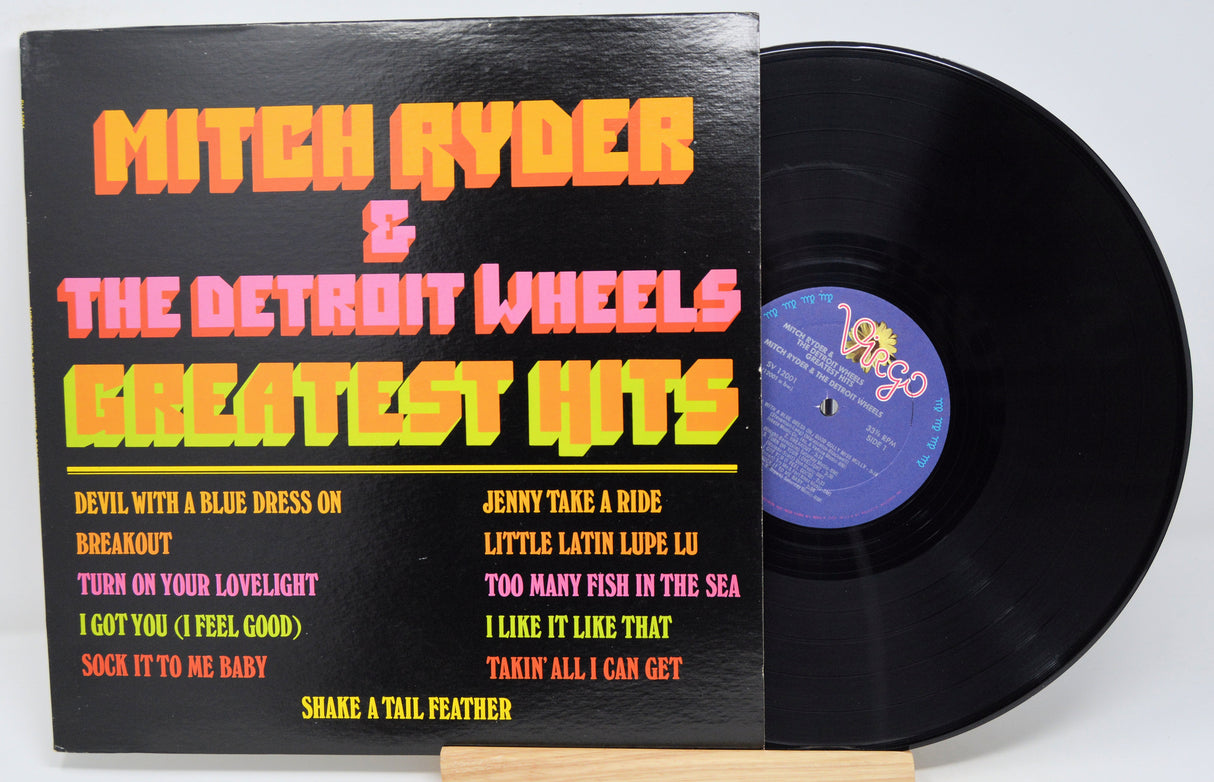 MITCH RYDER
&
THE DETROIT WHEELS
GREATEST HITS
DEVIL WITH A BLUE DRESS ON
BREAKOUT
TURN ON YOUR LOVELIGHT
I GOT YOU (I FEEL GOOD)
SOCK IT TO ME BABY
JENNY TAKE A RIDE
LITTLE LATIN LUPE LU
TOO MANY FISH IN THE SEA
I LIKE IT LIKE THAT
TAKIN' ALL I CAN GET
SHAKE A TAIL FEATHER
Virgo
MITCH RYDER &
THE DETROIT WHEELS
GREATEST HITS
MITCH RYDER & THE DETROIT WHEELS
SV 12001
33⅓ RPM
SIDE 1